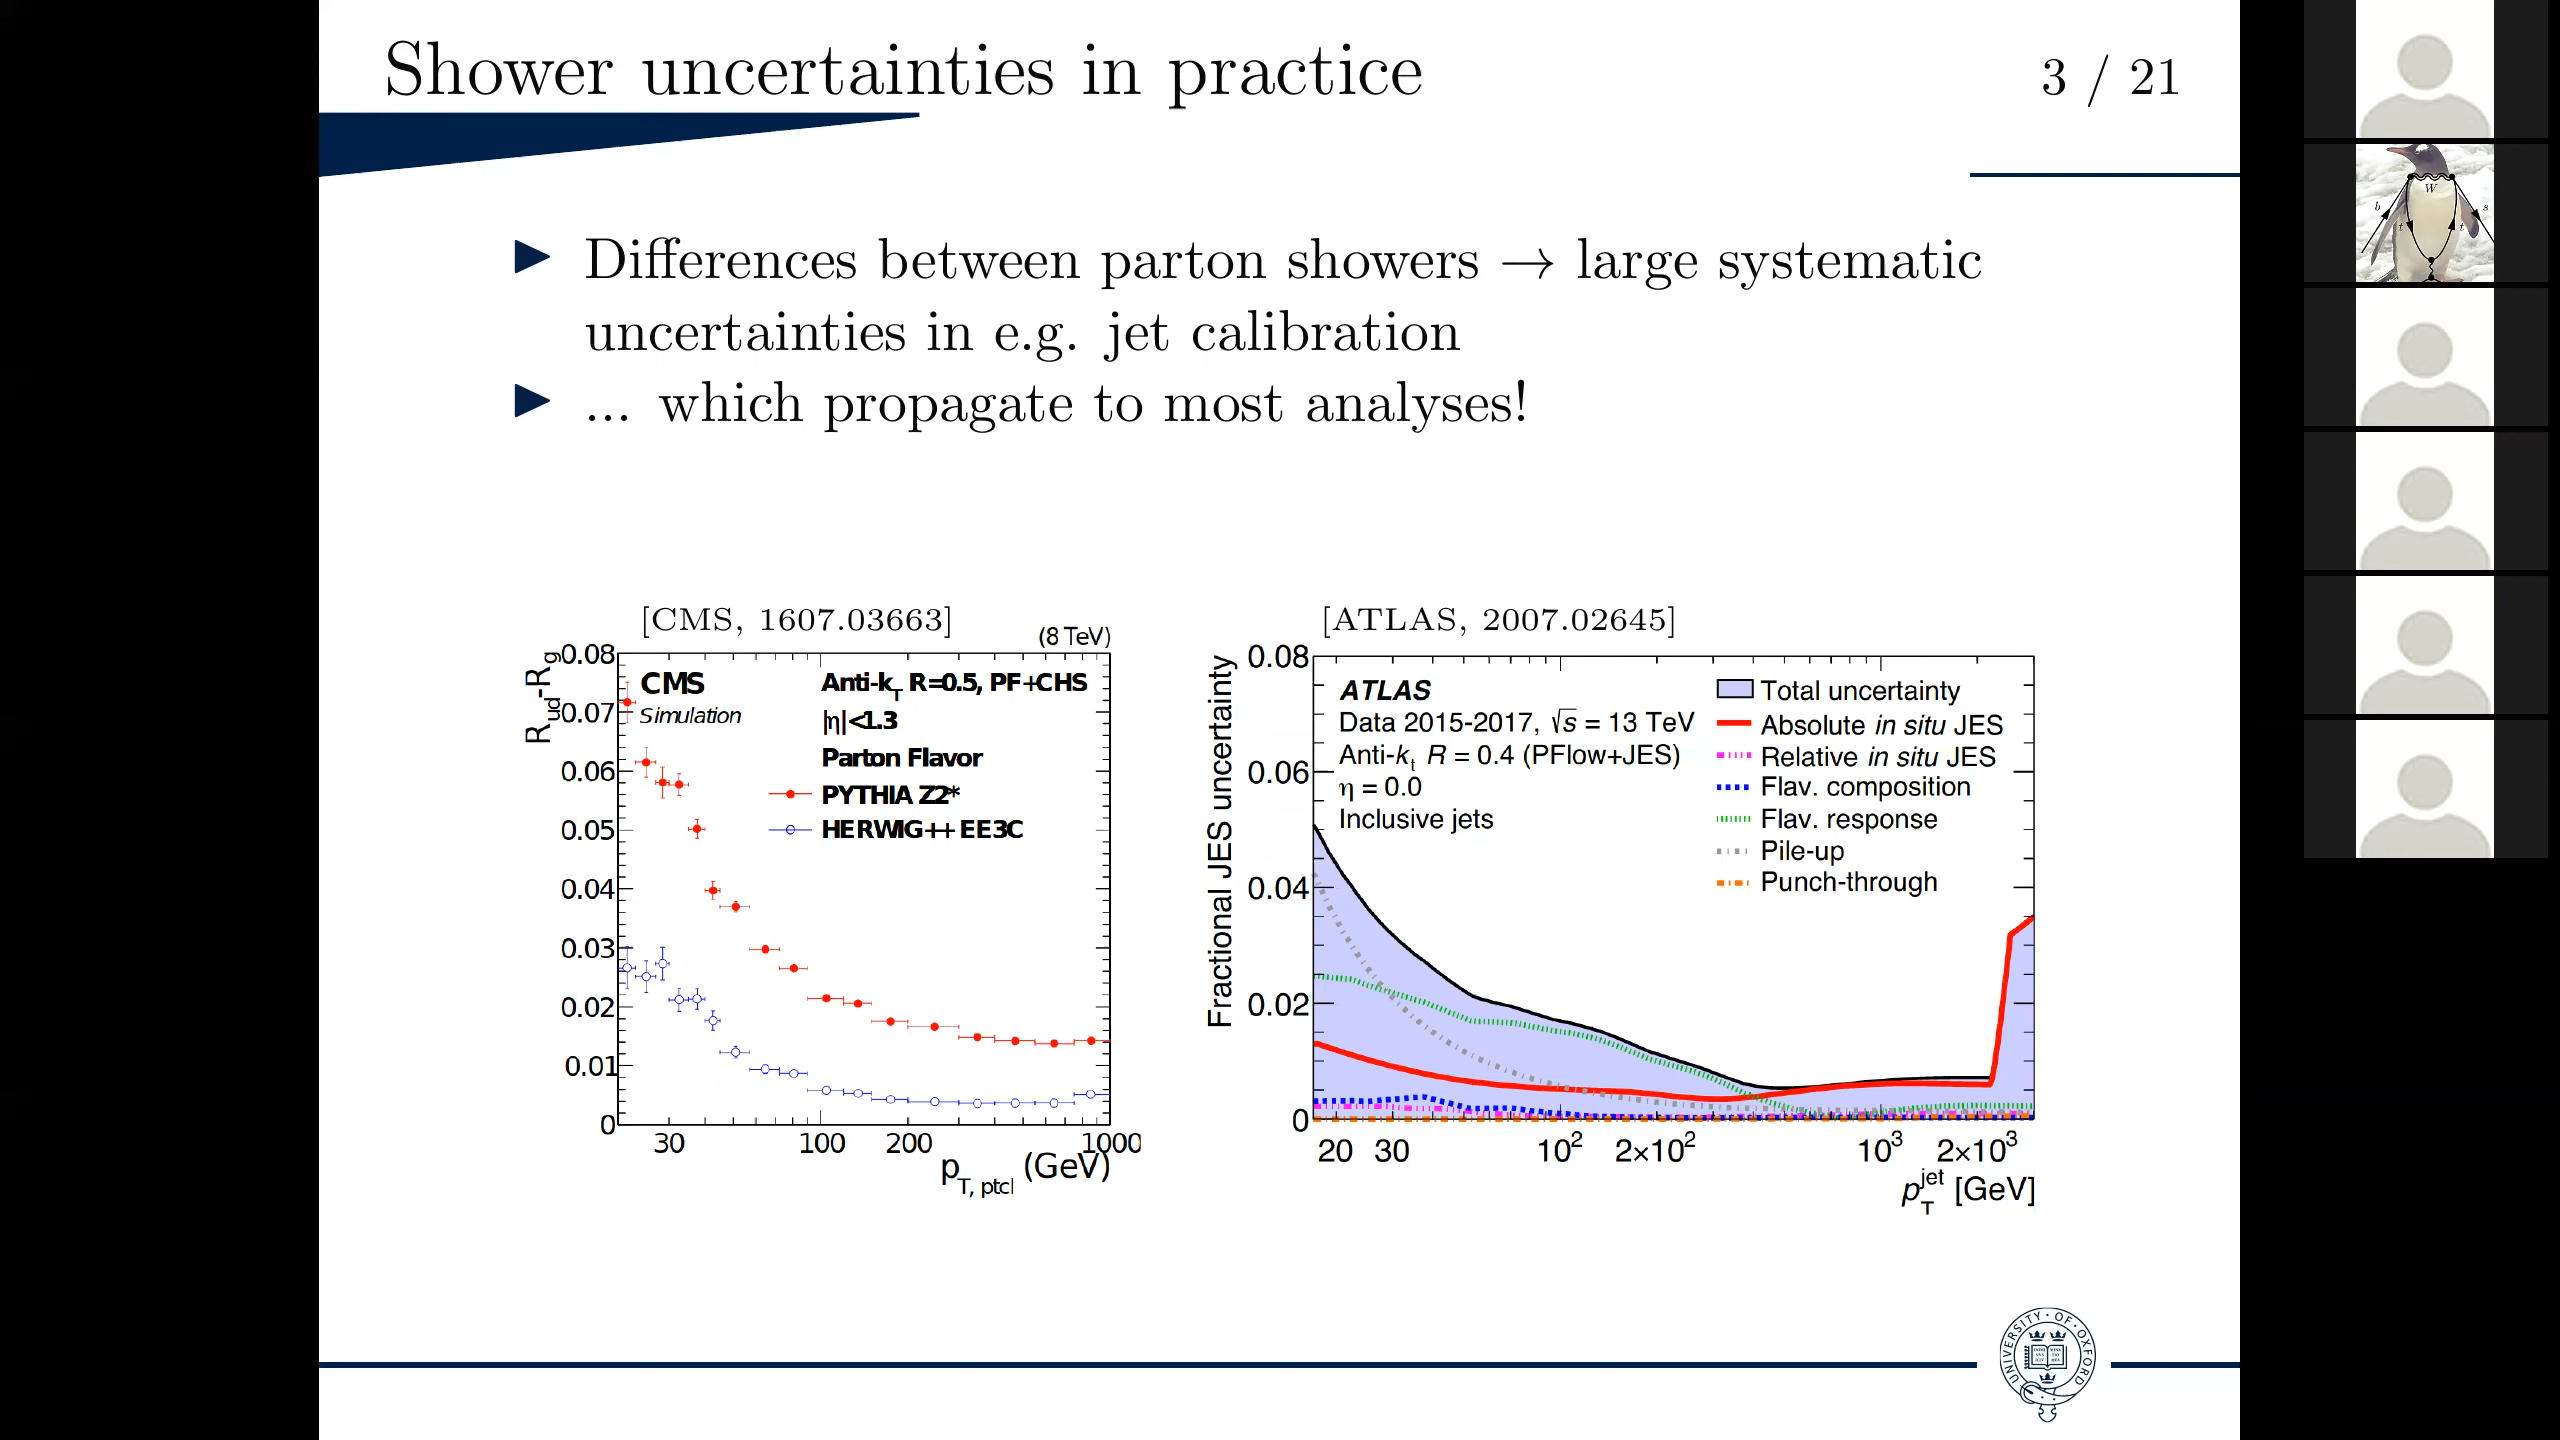 Shower uncertainties in practice
3 / 21
Differences between parton showers → large systematic
uncertainties in e.g. jet calibration
... which propagate to most analyses!
[CMS, 1607.03663]
(8 TeV)
R_ud-R_g
0.08
0.07
0.06
0.05
0.04
0.03
0.02
0.01
0
CMS
Simulation
Anti-k_T R=0.5, PF+CHS
|η|<1.3
Parton Flavor
PYTHIA Z2*
HERWIG++ EE3C
30 100 200 1000
p_T, ptcl (GeV)
[ATLAS, 2007.02645]
Fractional JES uncertainty
0.08
0.06
0.04
0.02
0
ATLAS
Data 2015-2017, √s = 13 TeV
Anti-k_t R = 0.4 (PFlow+JES)
η = 0.0
Inclusive jets
Total uncertainty
Absolute in situ JES
Relative in situ JES
Flav. composition
Flav. response
Pile-up
Punch-through
20 30 10² 2×10² 10³ 2×10³
p_T^jet [GeV]
UNIVERSITY · OF · OXFORD
W
b
s
t
t